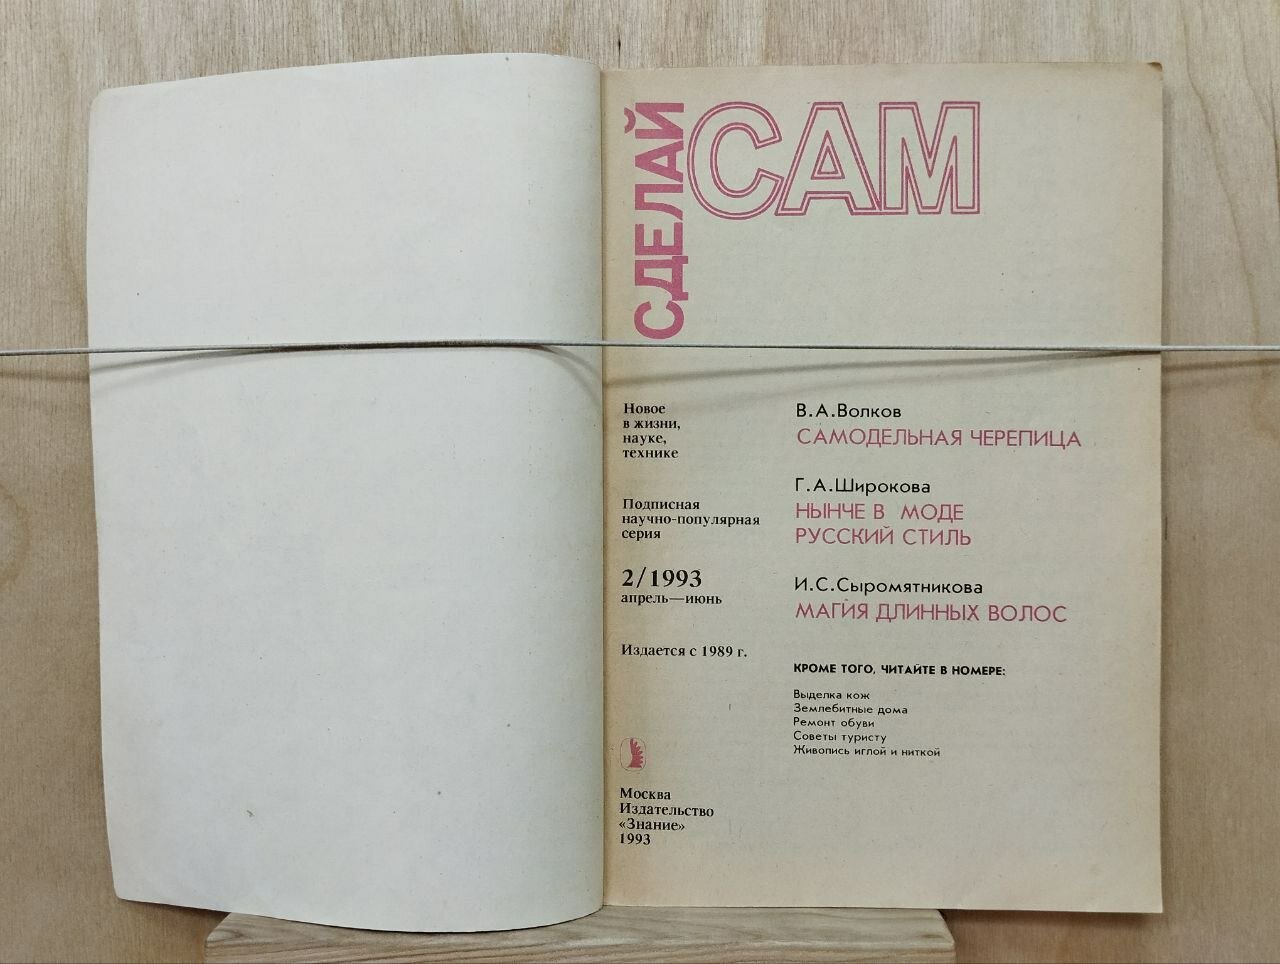 СДЕЛАЙ
САМ
Новое
в жизни,
науке,
технике
Подписная
научно-популярная
серия
2/1993
апрель—июнь
Издается с 1989 г.
Москва
Издательство
«Знание»
1993
В.А.Волков
САМОДЕЛЬНАЯ ЧЕРЕПИЦА
Г.А.Широкова
НЫНЧЕ В МОДЕ
РУССКИЙ СТИЛЬ
И.С.Сыромятникова
МАГИЯ ДЛИННЫХ ВОЛОС
КРОМЕ ТОГО, ЧИТАЙТЕ В НОМЕРЕ:
Выделка кож
Землебитные дома
Ремонт обуви
Советы туристу
Живопись иглой и ниткой